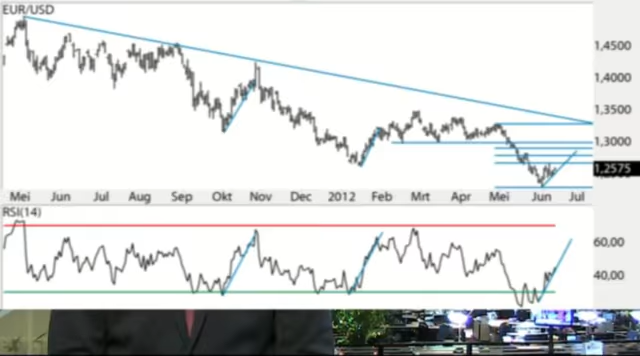 EUR/USD
1,4500
1,4000
1,3500
1,3000
1,2575
Mei Jun Jul Aug Sep Okt Nov Dec 2012 Feb Mrt Apr Mei Jun Jul
RSI(14)
60,00
40,00